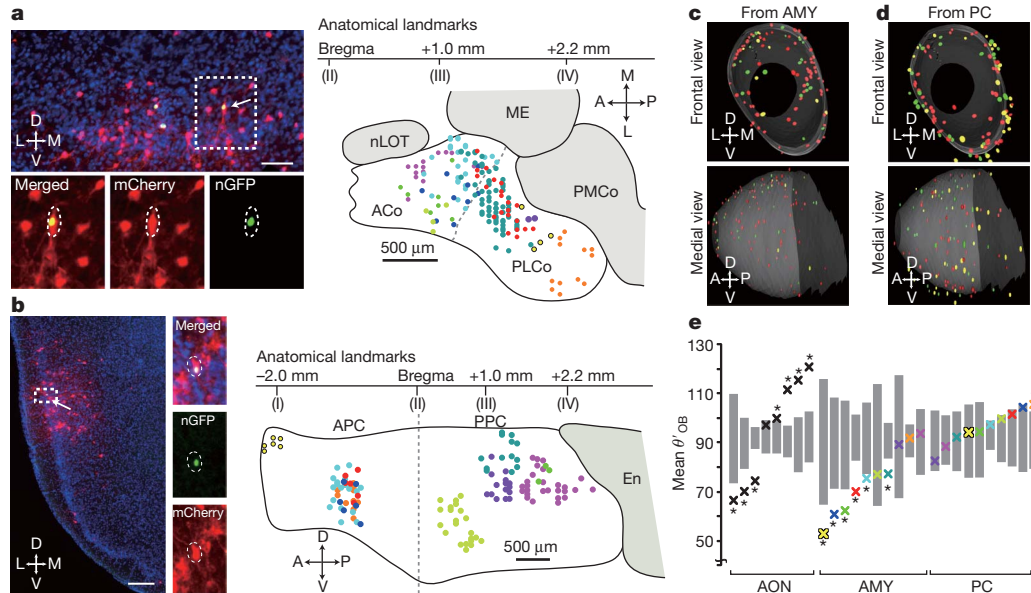 a
D
L M
V
Merged
mCherry
nGFP
Anatomical landmarks
Bregma +1.0 mm +2.2 mm
(II) (III) (IV)
M
A P
L
nLOT
ME
PMCo
ACo
PLCo
500 µm
b
D
L M
V
Merged
nGFP
mCherry
Anatomical landmarks
−2.0 mm Bregma +1.0 mm +2.2 mm
(I) (II) (III) (IV)
APC PPC
En
D
A P
V
500 µm
c
From AMY
Frontal view
D
L M
V
Medial view
D
A P
V
d
From PC
Frontal view
D
L M
V
Medial view
D
A P
V
e
Mean θ′OB
130
110
90
70
50
* * * * * * * * * * * *
AON AMY PC